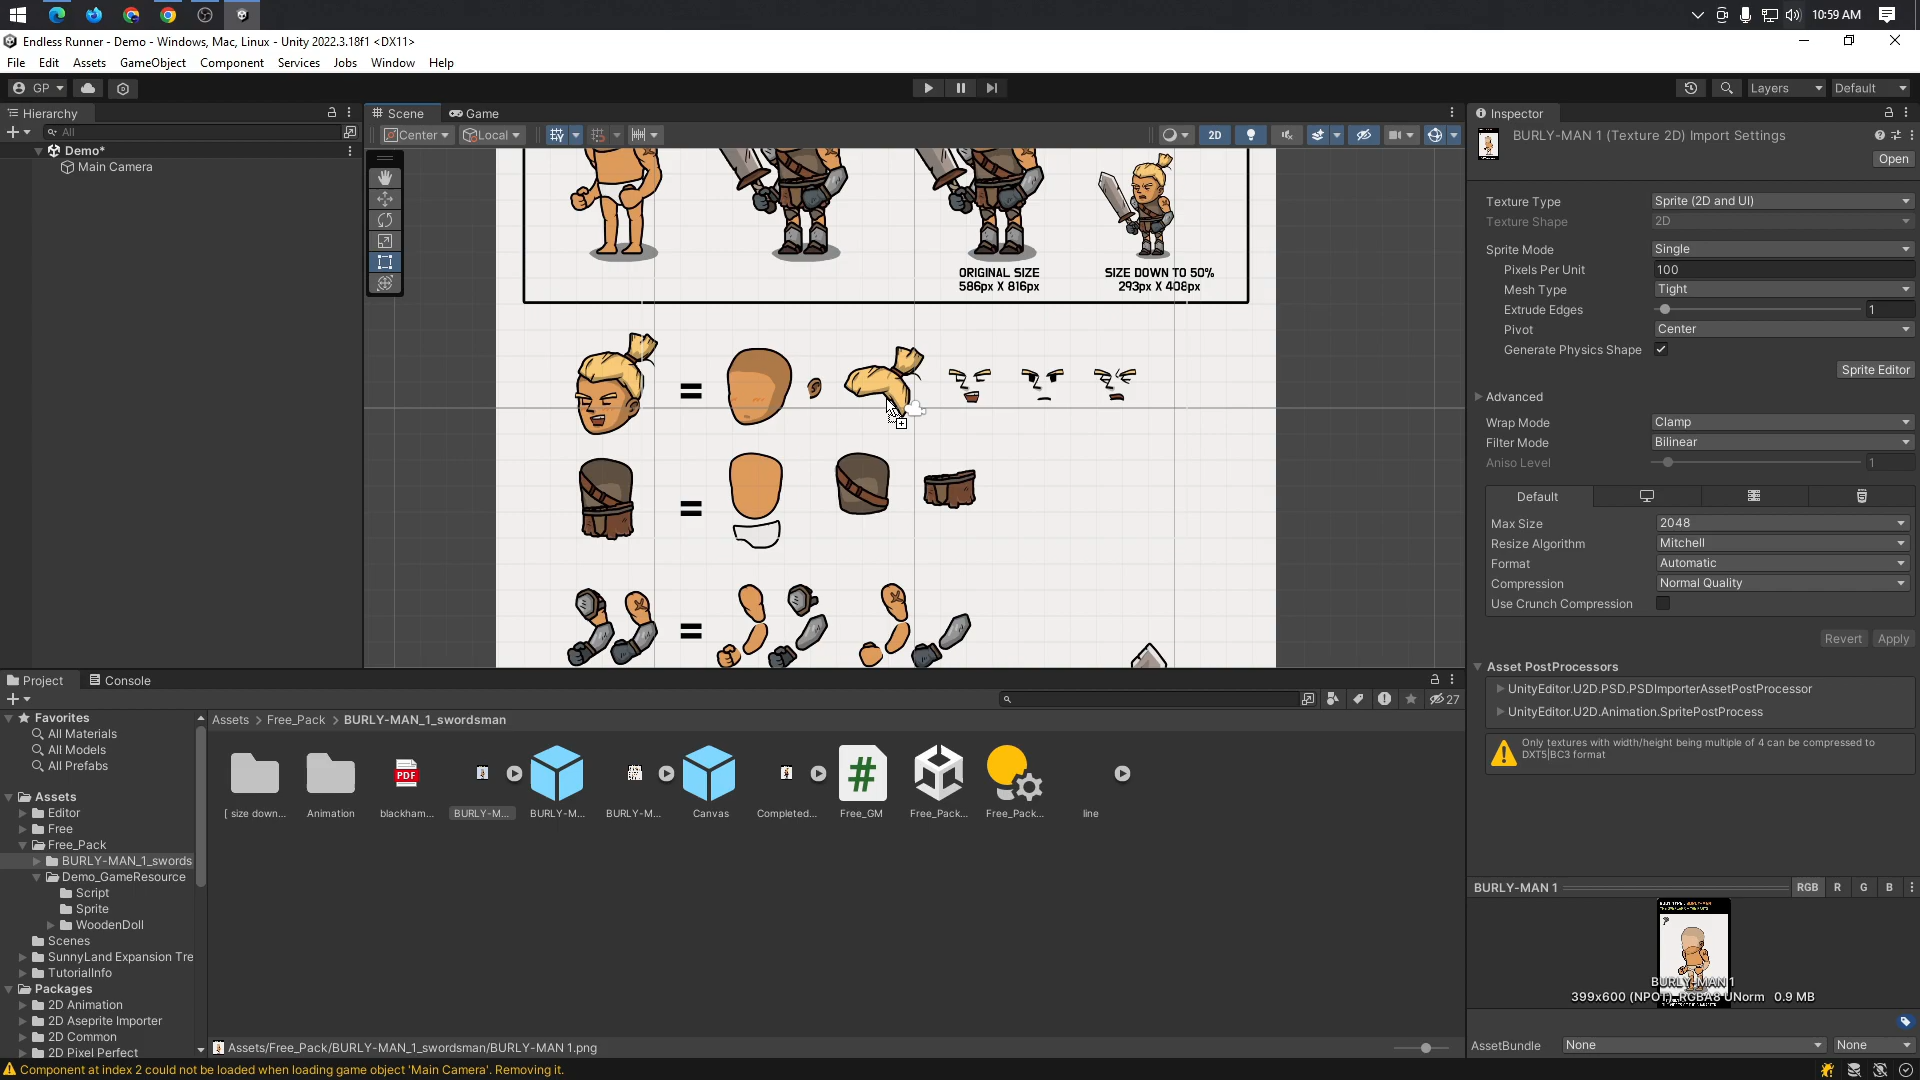 10:59 AM
Endless Runner - Demo - Windows, Mac, Linux - Unity 2022.3.18f1 <DX11>
File Edit Assets GameObject Component Services Jobs Window Help
GP
Layers
Default
Hierarchy
All
Demo*
Main Camera
Scene
Game
Center
Local
2D
ORIGINAL SIZE
586px X 816px
SIZE DOWN TO 50%
293px X 408px
=
=
=
Inspector
BURLY-MAN 1 (Texture 2D) Import Settings
Open
Texture Type Sprite (2D and UI)
Texture Shape 2D
Sprite Mode Single
Pixels Per Unit 100
Mesh Type Tight
Extrude Edges 1
Pivot Center
Generate Physics Shape
Sprite Editor
Advanced
Wrap Mode Clamp
Filter Mode Bilinear
Aniso Level 1
Default
Max Size 2048
Resize Algorithm Mitchell
Format Automatic
Compression Normal Quality
Use Crunch Compression
Revert Apply
Asset PostProcessors
UnityEditor.U2D.PSD.PSDImporterAssetPostProcessor
UnityEditor.U2D.Animation.SpritePostProcess
Only textures with width/height being multiple of 4 can be compressed to
DXT5|BC3 format
BURLY-MAN 1
RGB R G B
BURLY-MAN 1
399x600 (NPOT) RGBA8 UNorm 0.9 MB
AssetBundle None None
Project
Console
27
Favorites
All Materials
All Models
All Prefabs
Assets
Editor
Free
Free_Pack
BURLY-MAN_1_swords
Demo_GameResource
Script
Sprite
WoodenDoll
Scenes
SunnyLand Expansion Tre
TutorialInfo
Packages
2D Animation
2D Aseprite Importer
2D Common
2D Pixel Perfect
Assets > Free_Pack > BURLY-MAN_1_swordsman
PDF
[ size down...
Animation
blackham...
BURLY-M...
BURLY-M...
BURLY-M...
Canvas
Completed...
Free_GM
Free_Pack...
Free_Pack...
line
Assets/Free_Pack/BURLY-MAN_1_swordsman/BURLY-MAN 1.png
Component at index 2 could not be loaded when loading game object 'Main Camera'. Removing it.